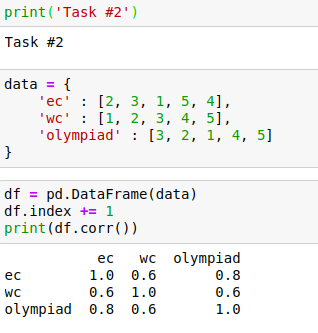 print('Task #2')
Task #2
data = {
    'ec' : [2, 3, 1, 5, 4],
    'wc' : [1, 2, 3, 4, 5],
    'olympiad' : [3, 2, 1, 4, 5]
}
df = pd.DataFrame(data)
df.index += 1
print(df.corr())
           ec   wc  olympiad
ec        1.0  0.6       0.8
wc        0.6  1.0       0.6
olympiad  0.8  0.6       1.0